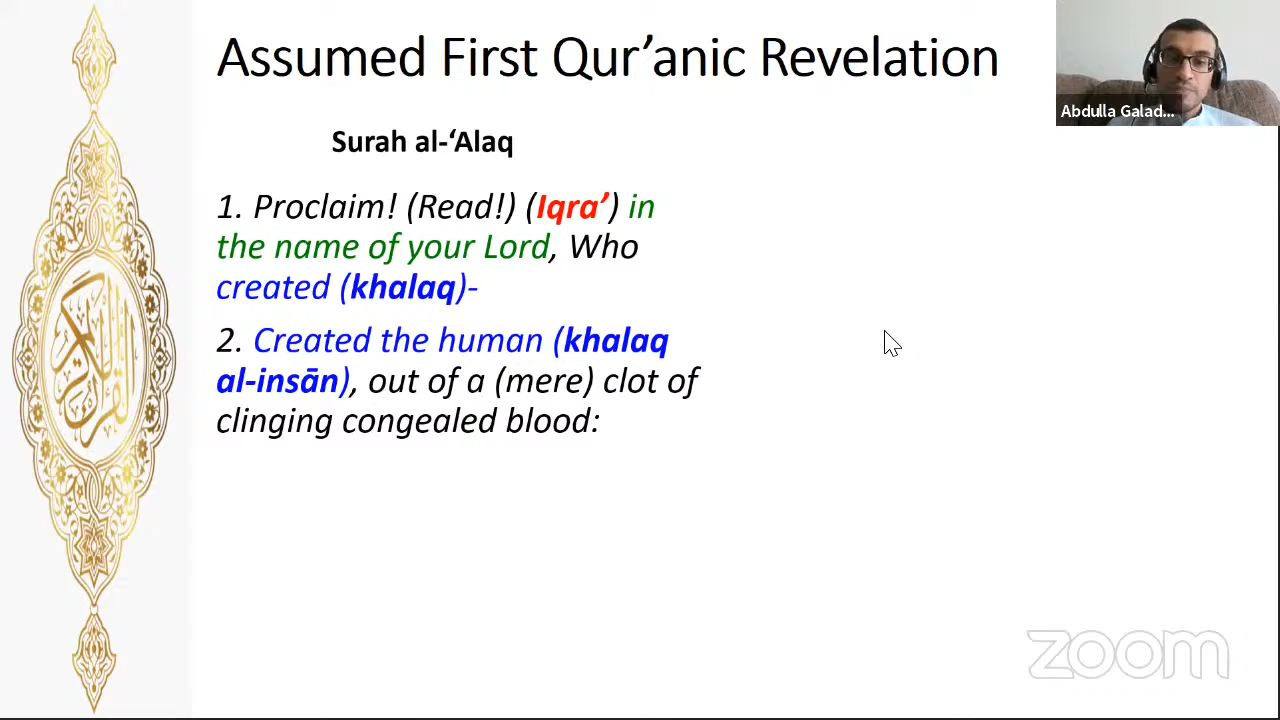 Assumed First Qur’anic Revelation
Abdulla Galad...
Surah al-‘Alaq
1. Proclaim! (Read!) (Iqra’) in
the name of your Lord, Who
created (khalaq)-
2. Created the human (khalaq
al-insān), out of a (mere) clot of
clinging congealed blood:
القرآن الكريم
zoom